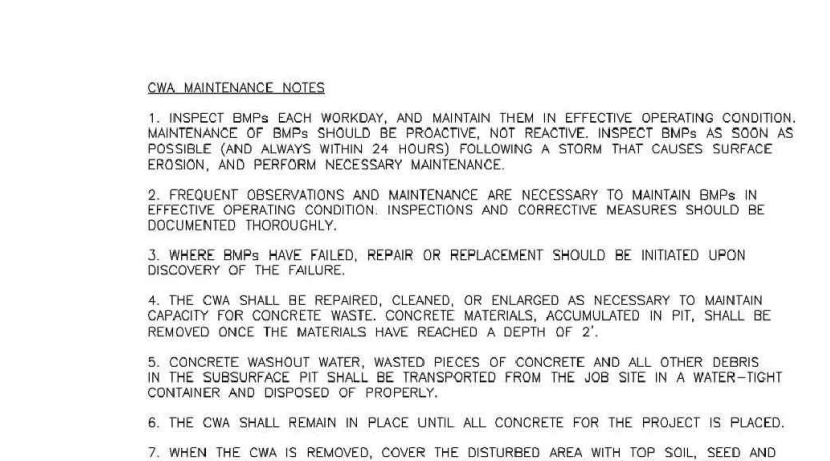 CWA MAINTENANCE NOTES
1. INSPECT BMPs EACH WORKDAY, AND MAINTAIN THEM IN EFFECTIVE OPERATING CONDITION.
MAINTENANCE OF BMPs SHOULD BE PROACTIVE, NOT REACTIVE. INSPECT BMPs AS SOON AS
POSSIBLE (AND ALWAYS WITHIN 24 HOURS) FOLLOWING A STORM THAT CAUSES SURFACE
EROSION, AND PERFORM NECESSARY MAINTENANCE.
2. FREQUENT OBSERVATIONS AND MAINTENANCE ARE NECESSARY TO MAINTAIN BMPs IN
EFFECTIVE OPERATING CONDITION. INSPECTIONS AND CORRECTIVE MEASURES SHOULD BE
DOCUMENTED THOROUGHLY.
3. WHERE BMPs HAVE FAILED, REPAIR OR REPLACEMENT SHOULD BE INITIATED UPON
DISCOVERY OF THE FAILURE.
4. THE CWA SHALL BE REPAIRED, CLEANED, OR ENLARGED AS NECESSARY TO MAINTAIN
CAPACITY FOR CONCRETE WASTE. CONCRETE MATERIALS, ACCUMULATED IN PIT, SHALL BE
REMOVED ONCE THE MATERIALS HAVE REACHED A DEPTH OF 2'.
5. CONCRETE WASHOUT WATER, WASTED PIECES OF CONCRETE AND ALL OTHER DEBRIS
IN THE SUBSURFACE PIT SHALL BE TRANSPORTED FROM THE JOB SITE IN A WATER-TIGHT
CONTAINER AND DISPOSED OF PROPERLY.
6. THE CWA SHALL REMAIN IN PLACE UNTIL ALL CONCRETE FOR THE PROJECT IS PLACED.
7. WHEN THE CWA IS REMOVED, COVER THE DISTURBED AREA WITH TOP SOIL, SEED AND